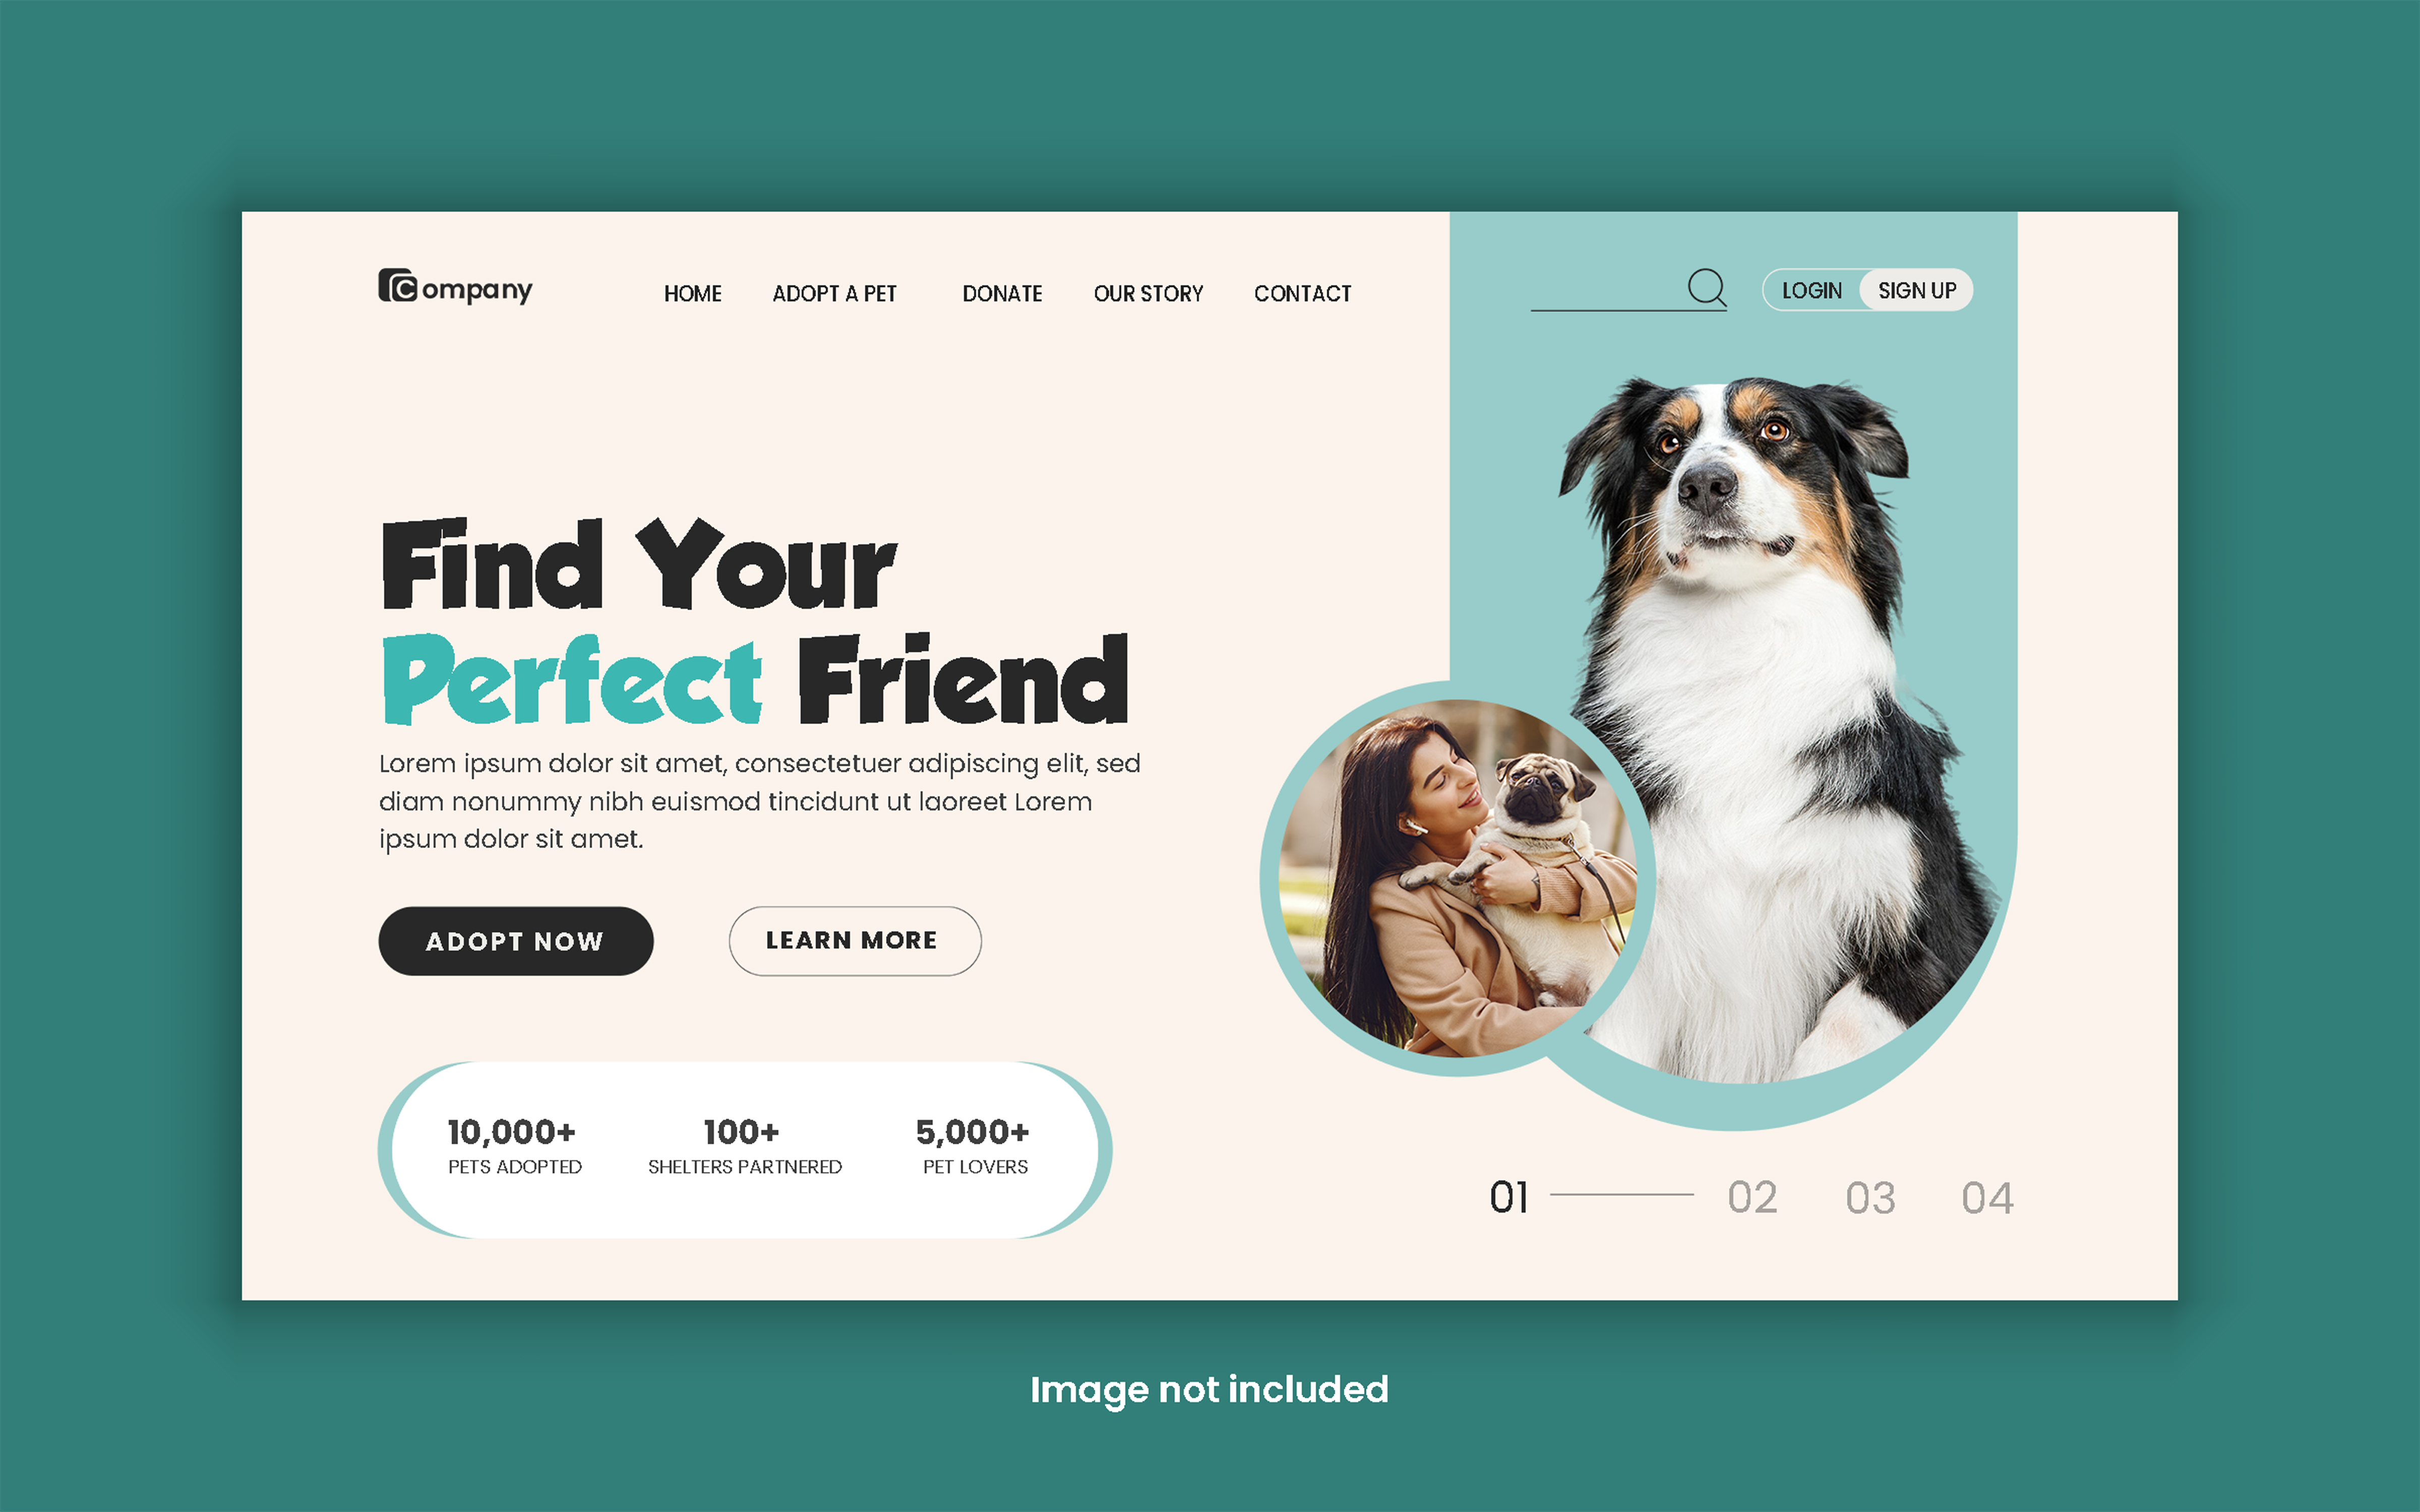 Company
HOME ADOPT A PET DONATE OUR STORY CONTACT
LOGIN SIGN UP
Find Your
Perfect Friend
Lorem ipsum dolor sit amet, consectetuer adipiscing elit, sed
diam nonummy nibh euismod tincidunt ut laoreet Lorem
ipsum dolor sit amet.
ADOPT NOW LEARN MORE
10,000+ 100+ 5,000+
PETS ADOPTED SHELTERS PARTNERED PET LOVERS
01 02 03 04
Image not included